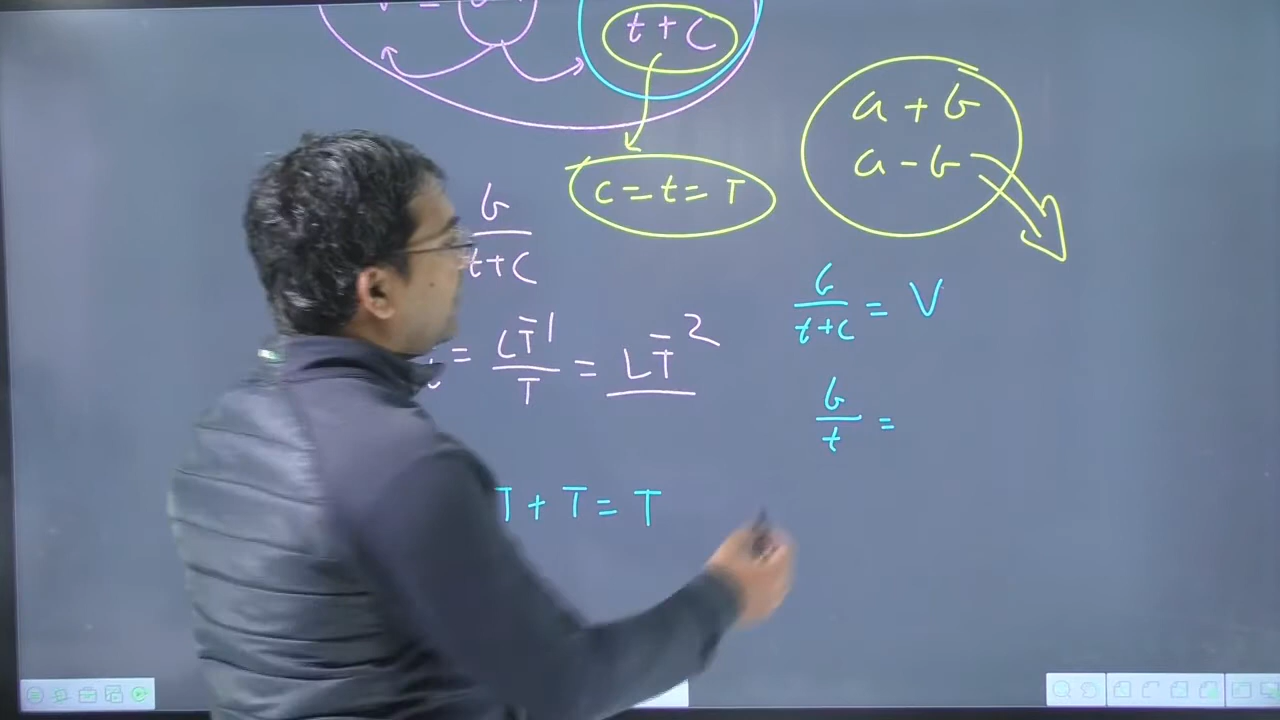 t + C
a + b
a - b
c = t = T
b / t+C
b / t+C = V
= LT^-1 / T = LT^-2
b / t =
T + T = T